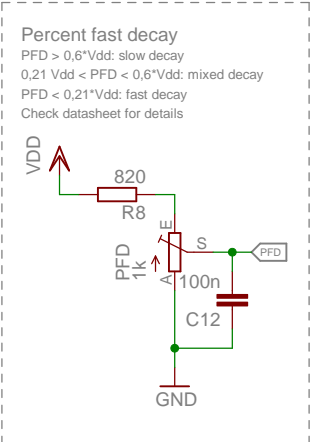 Percent fast decay
PFD > 0,6*Vdd: slow decay
0,21 Vdd < PFD < 0,6*Vdd: mixed decay
PFD < 0,21*Vdd: fast decay
Check datasheet for details
VDD
820
R8
E
S
PFD
PFD
1k
A
100n
C12
GND